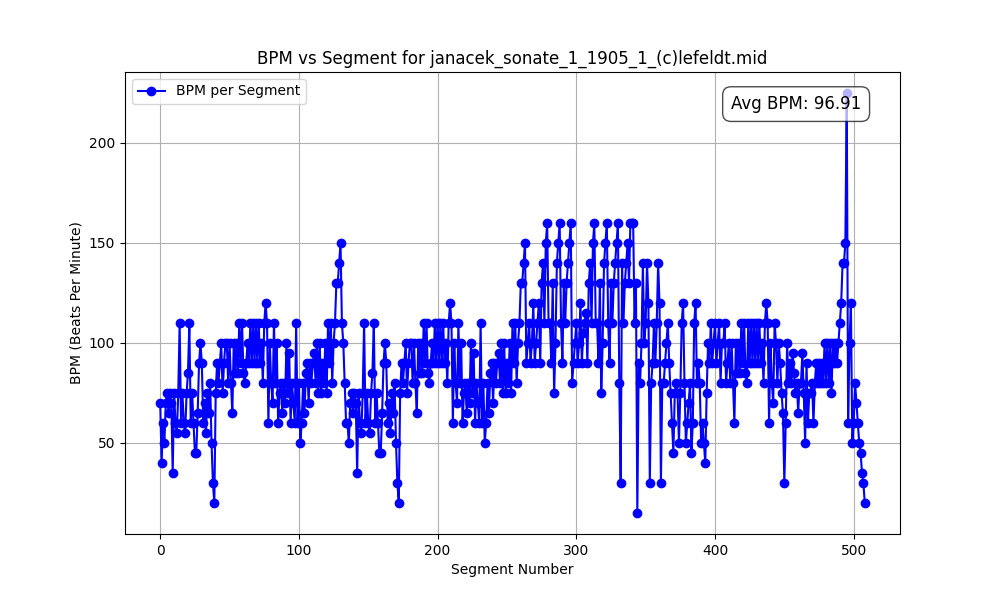 BPM vs Segment for janacek_sonate_1_1905_1_(c)lefeldt.mid
BPM per Segment
Avg BPM: 96.91
BPM (Beats Per Minute)
200
150
100
50
0
100
200
300
400
500
Segment Number